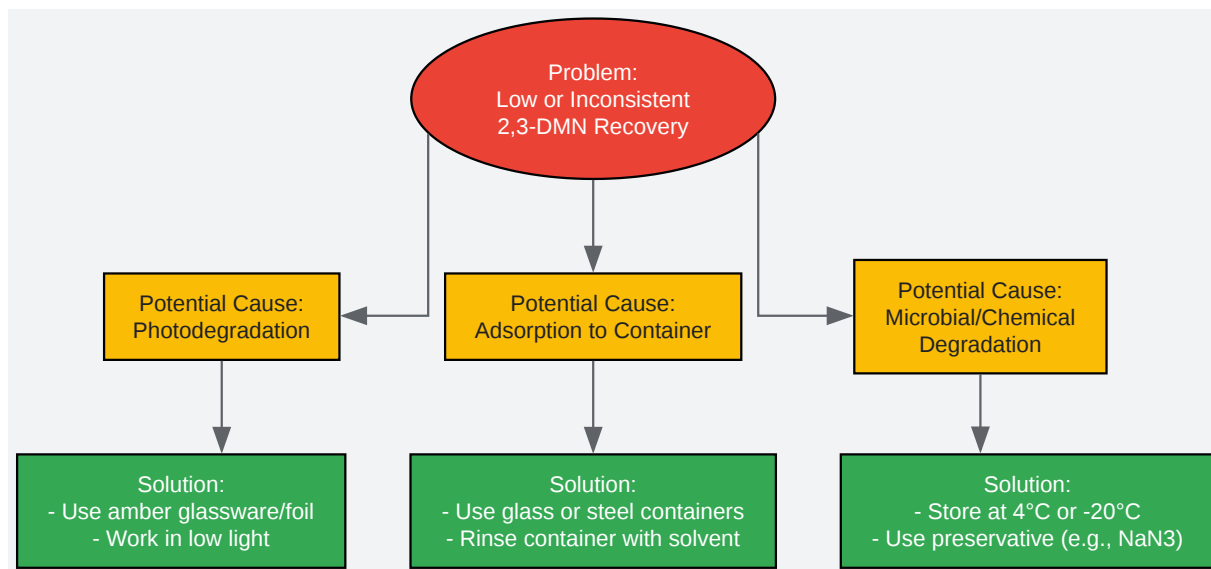 Problem:
Low or Inconsistent
2,3-DMN Recovery
Potential Cause:
Photodegradation
Potential Cause:
Adsorption to Container
Potential Cause:
Microbial/Chemical
Degradation
Solution:
- Use amber glassware/foil
- Work in low light
Solution:
- Use glass or steel containers
- Rinse container with solvent
Solution:
- Store at 4°C or -20°C
- Use preservative (e.g., NaN3)